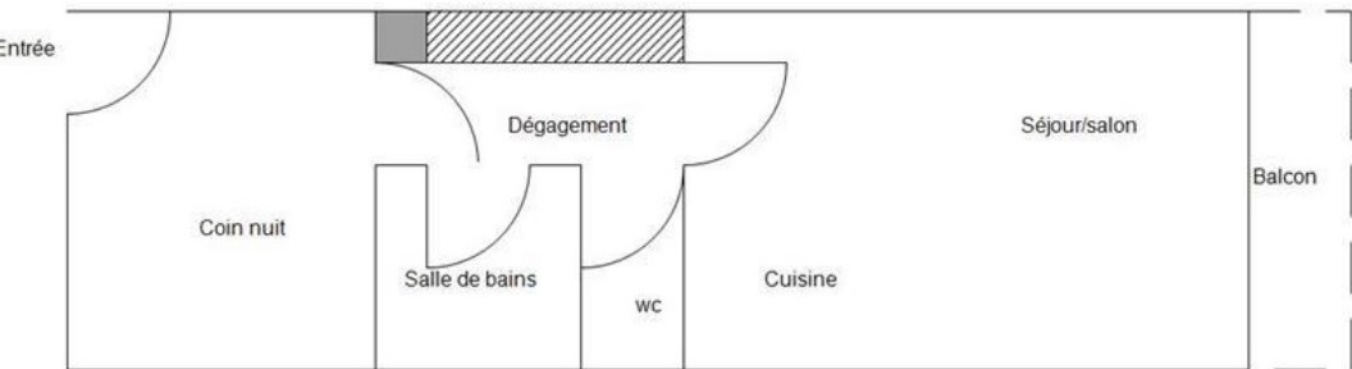 Entrée
Dégagement
Séjour/salon
Balcon
Coin nuit
Salle de bains
Cuisine
wc